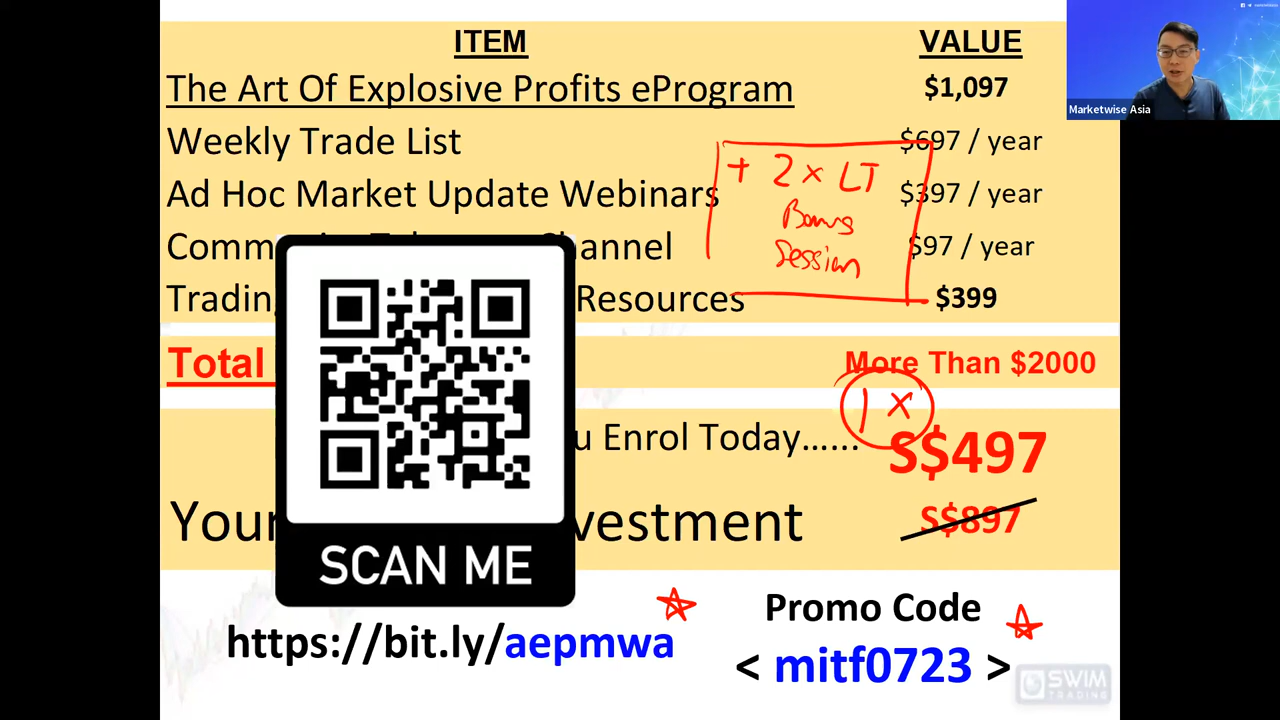 ITEM VALUE
The Art Of Explosive Profits eProgram $1,097
Weekly Trade List $697 / year
Ad Hoc Market Update Webinars $397 / year
$97 / year
Resources $399
+ 2 x LT
Bonus
Session
Total More Than $2000
1 x
Enrol Today...... S$497
Your S$897
SCAN ME
https://bit.ly/aepmwa
Promo Code
< mitf0723 >
SWIM
TRADING
Marketwise Asia